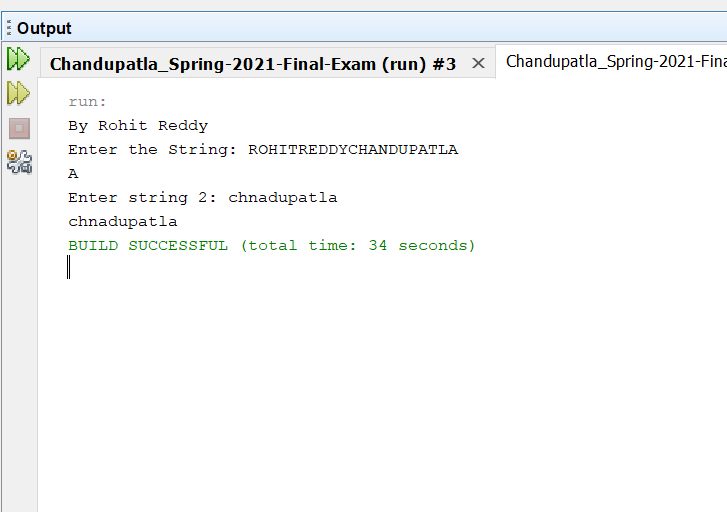 Output
Chandupatla_Spring-2021-Final-Exam (run) #3
Chandupatla_Spring-2021-Fina
run:
By Rohit Reddy
Enter the String: ROHITREDDYCHANDUPATLA
A
Enter string 2: chnadupatla
chnadupatla
BUILD SUCCESSFUL (total time: 34 seconds)